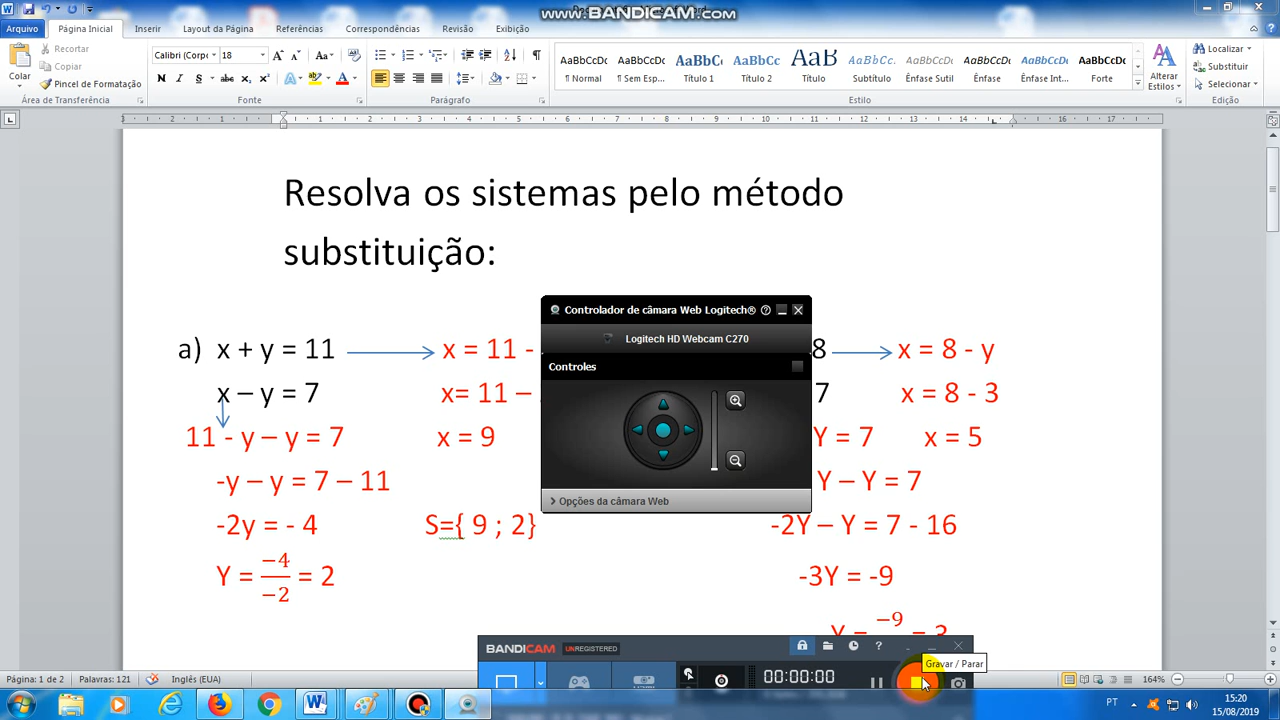 www.BANDICAM.com
Arquivo Página Inicial Inserir Layout da Página Referências Correspondências Revisão Exibição
Colar
Recortar
Copiar
Pincel de Formatação
Área de Transferência
Calibri (Corpo 18
Fonte
Parágrafo
AaBbCcDc AaBbCcDc AaBbC AaBbCc AaB AaBbCc AaBbCcDc AaBbCcDc AaBbCcDc AaBbCcDc
¶ Normal ¶ Sem Esp... Título 1 Título 2 Título Subtítulo Ênfase Sutil Ênfase Ênfase Int... Forte
Estilo
Alterar Estilos
Localizar
Substituir
Selecionar
Edição
Resolva os sistemas pelo método
substituição:
a) x + y = 11
x = 11 -
8
x = 8 - y
x – y = 7
x= 11 –
7
x = 8 - 3
11 - y – y = 7
x = 9
Y = 7
x = 5
-y – y = 7 – 11
Y – Y = 7
-2y = - 4
S={ 9 ; 2}
-2Y – Y = 7 - 16
Y = −4/−2 = 2
-3Y = -9
Y = −9 = 3
Controlador de câmara Web Logitech®
Logitech HD Webcam C270
Controles
Opções da câmara Web
BANDICAM UNREGISTERED
Gravar / Parar
00:00:00
Página: 1 de 2 Palavras: 121 Inglês (EUA)
164%
PT
15:20
15/08/2019